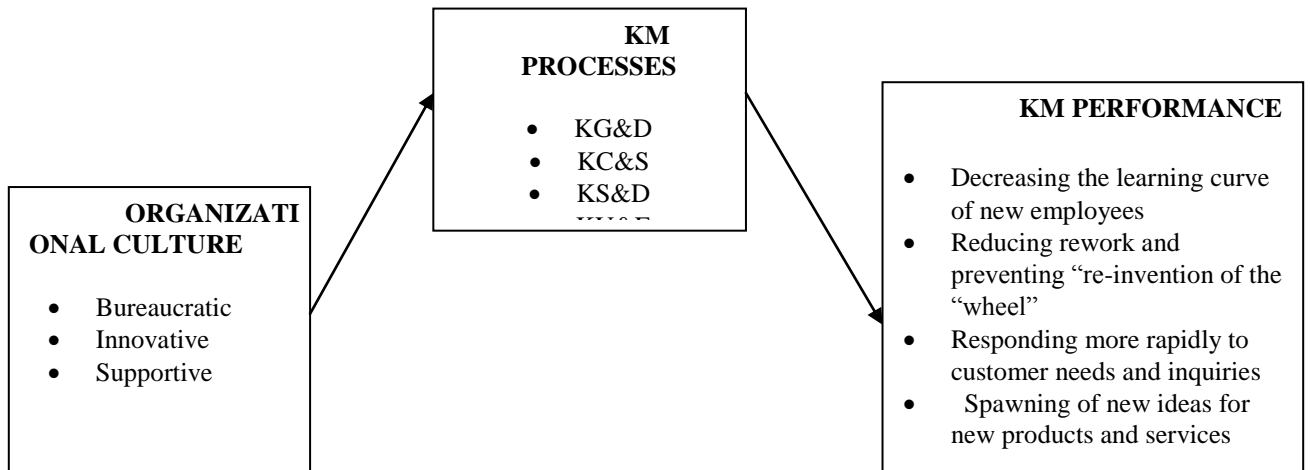 ORGANIZATI
ONAL CULTURE
• Bureaucratic
• Innovative
• Supportive
KM
PROCESSES
• KG&D
• KC&S
• KS&D
KM PERFORMANCE
• Decreasing the learning curve
of new employees
• Reducing rework and
preventing “re-invention of the
“wheel”
• Responding more rapidly to
customer needs and inquiries
• Spawning of new ideas for
new products and services